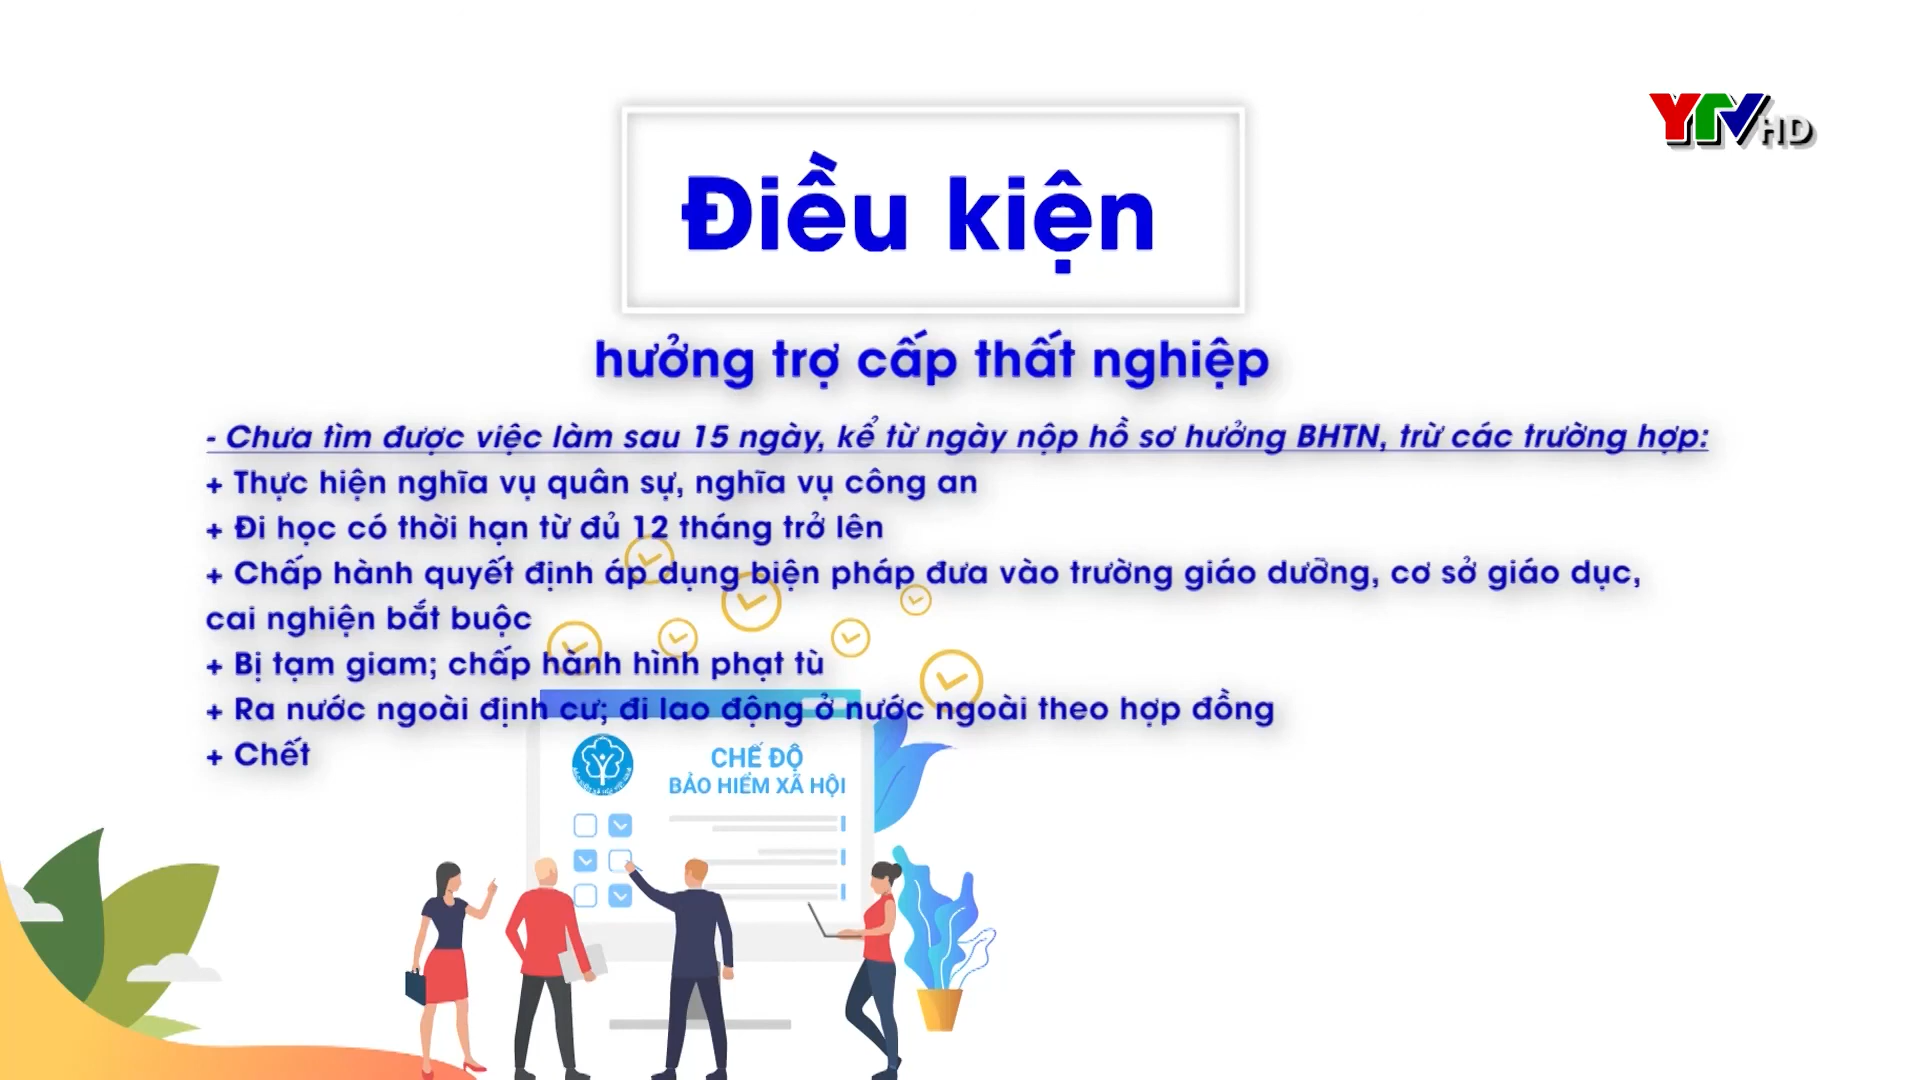 YTV HD
Điều kiện
hưởng trợ cấp thất nghiệp
- Chưa tìm được việc làm sau 15 ngày, kể từ ngày nộp hồ sơ hưởng BHTN, trừ các trường hợp:
+ Thực hiện nghĩa vụ quân sự, nghĩa vụ công an
+ Đi học có thời hạn từ đủ 12 tháng trở lên
+ Chấp hành quyết định áp dụng biện pháp đưa vào trường giáo dưỡng, cơ sở giáo dục,
cai nghiện bắt buộc
+ Bị tạm giam; chấp hành hình phạt tù
+ Ra nước ngoài định cư; đi lao động ở nước ngoài theo hợp đồng
+ Chết
CHẾ ĐỘ
BẢO HIỂM XÃ HỘI